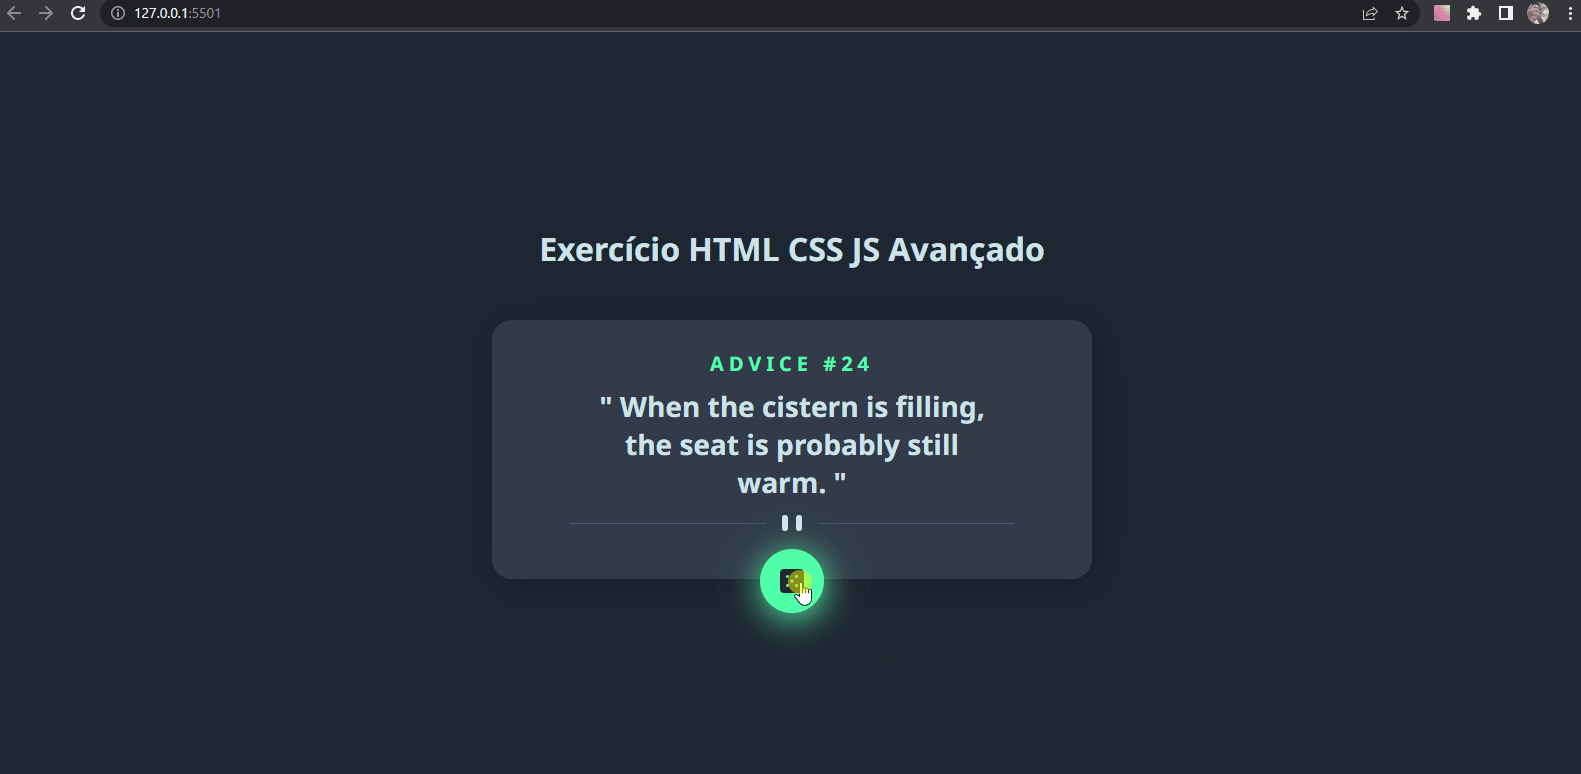 127.0.0.1:5501
Exercício HTML CSS JS Avançado
ADVICE #24
" When the cistern is filling,
the seat is probably still
warm. "